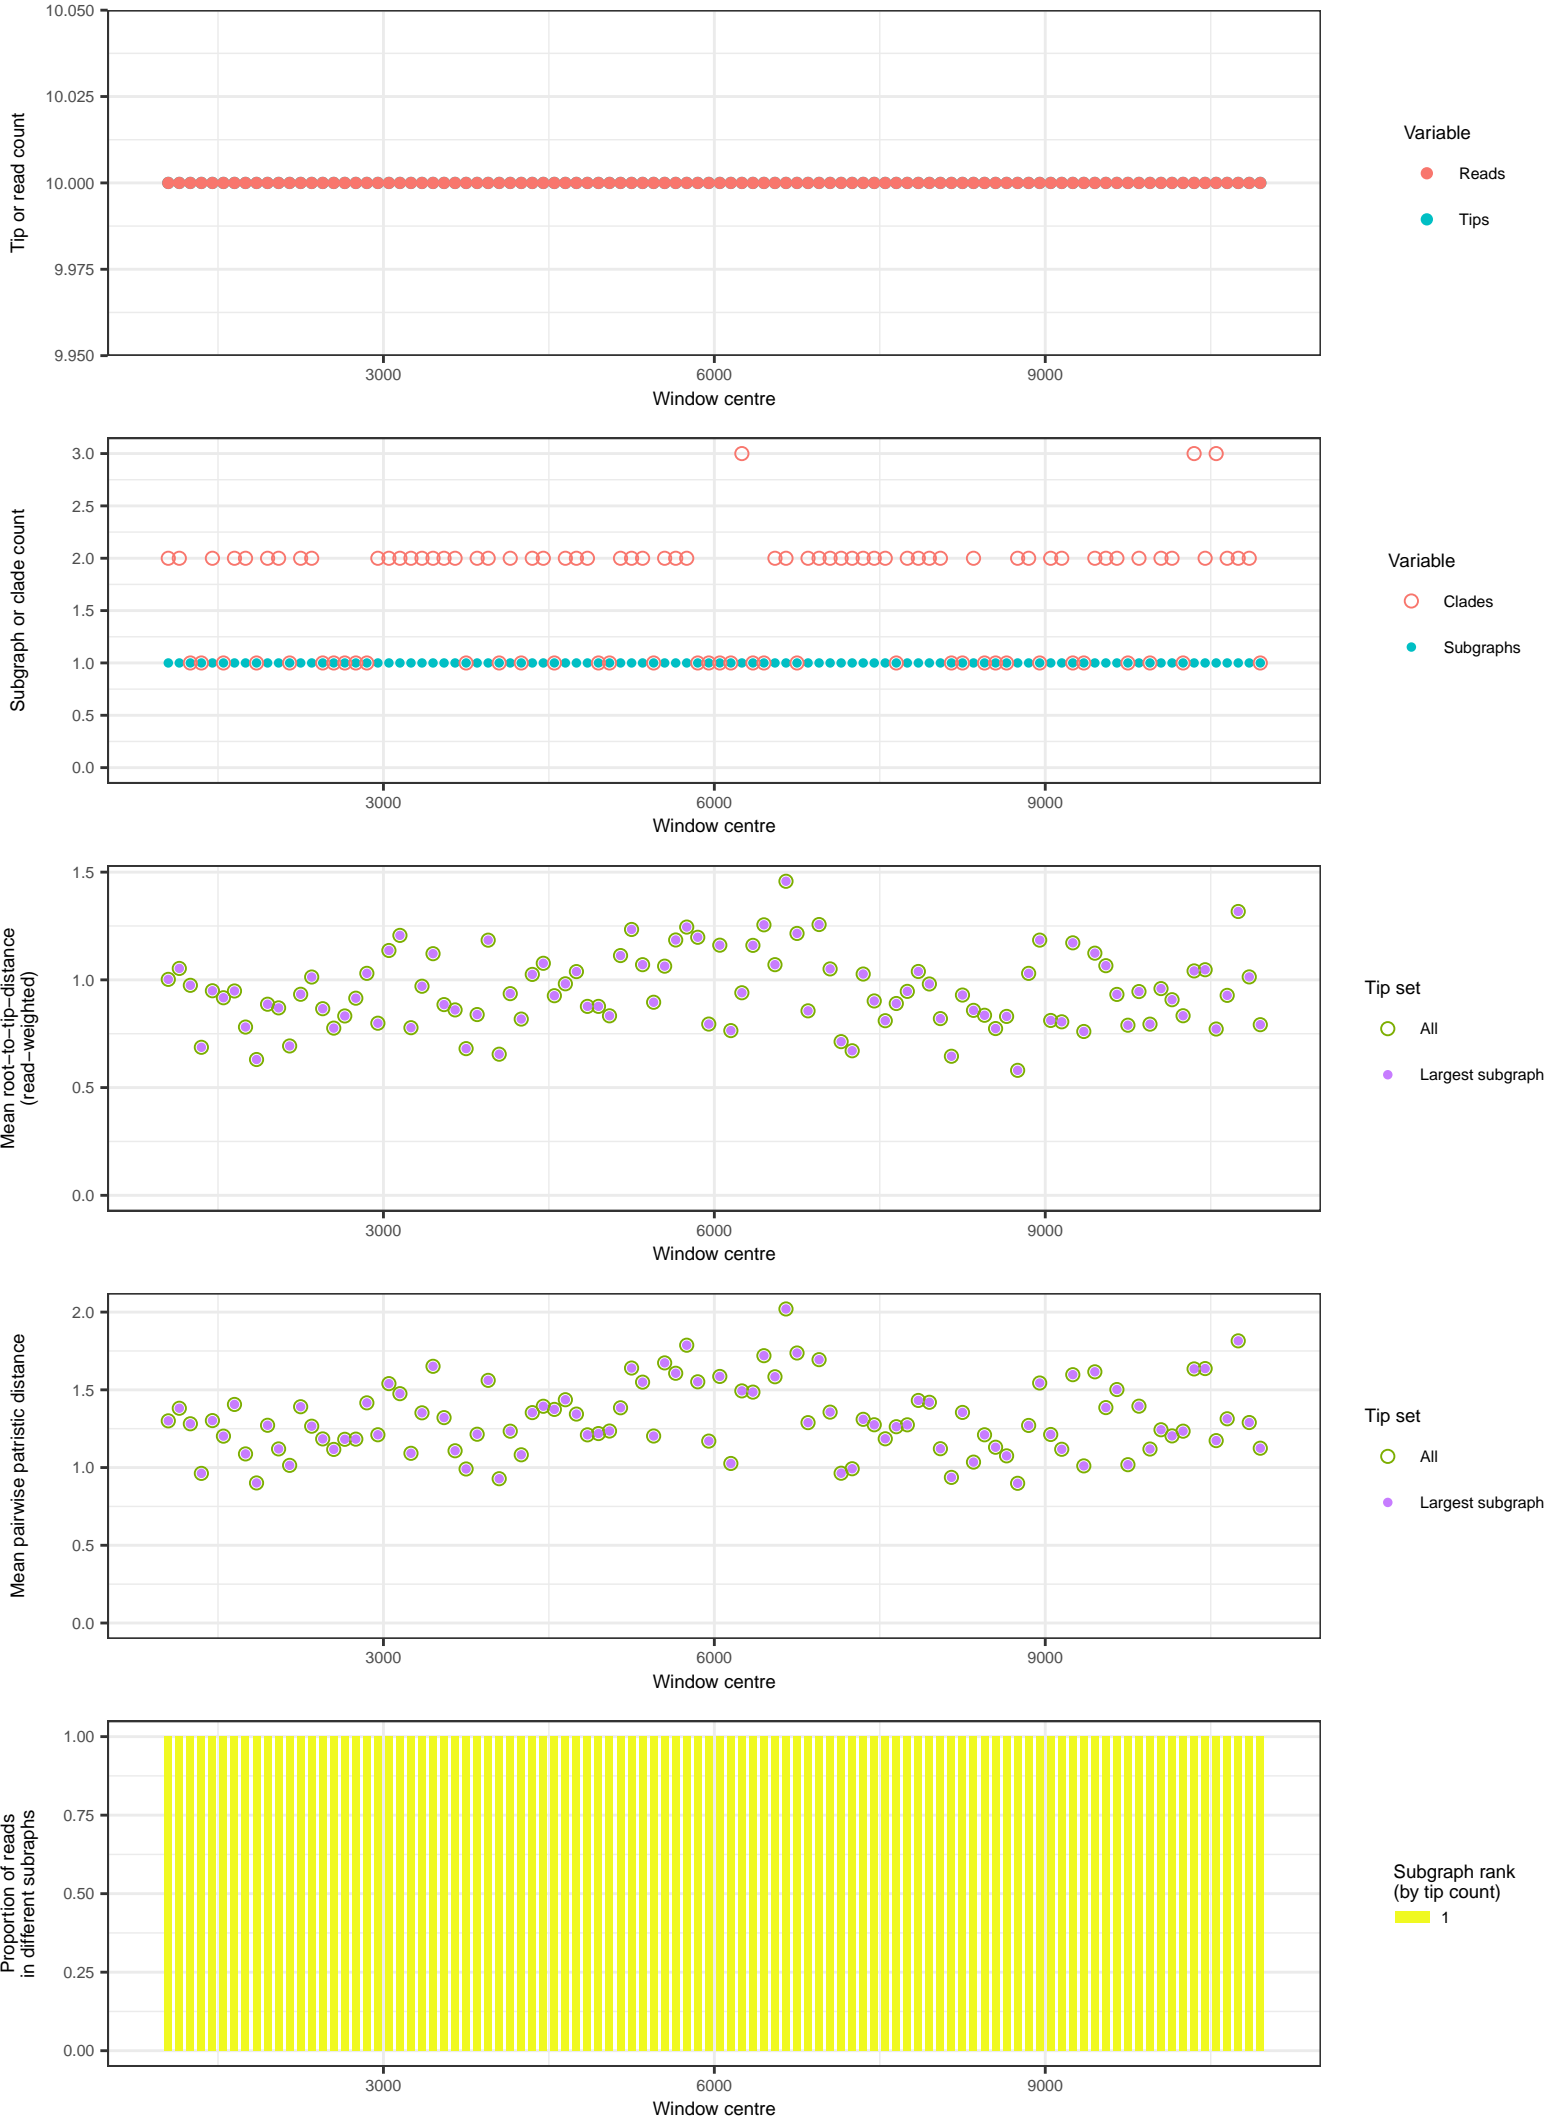 10.050
10.025
10.000
9.975
9.950
Tip or read count
3000 6000 9000
Window centre
Variable
Reads
Tips
3.0
2.5
2.0
1.5
1.0
0.5
0.0
Subgraph or clade count
3000 6000 9000
Window centre
Variable
Clades
Subgraphs
1.5
1.0
0.5
0.0
Mean root−to−tip−distance
(read−weighted)
3000 6000 9000
Window centre
Tip set
All
Largest subgraph
2.0
1.5
1.0
0.5
0.0
Mean pairwise patristic distance
3000 6000 9000
Window centre
Tip set
All
Largest subgraph
1.00
0.75
0.50
0.25
0.00
Proportion of reads
in different subraphs
3000 6000 9000
Window centre
Subgraph rank
(by tip count)
1